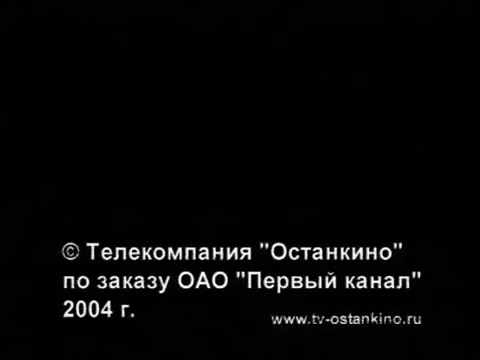 © Телекомпания "Останкино"
по заказу ОАО "Первый канал"
2004 г.
www.tv-ostankino.ru